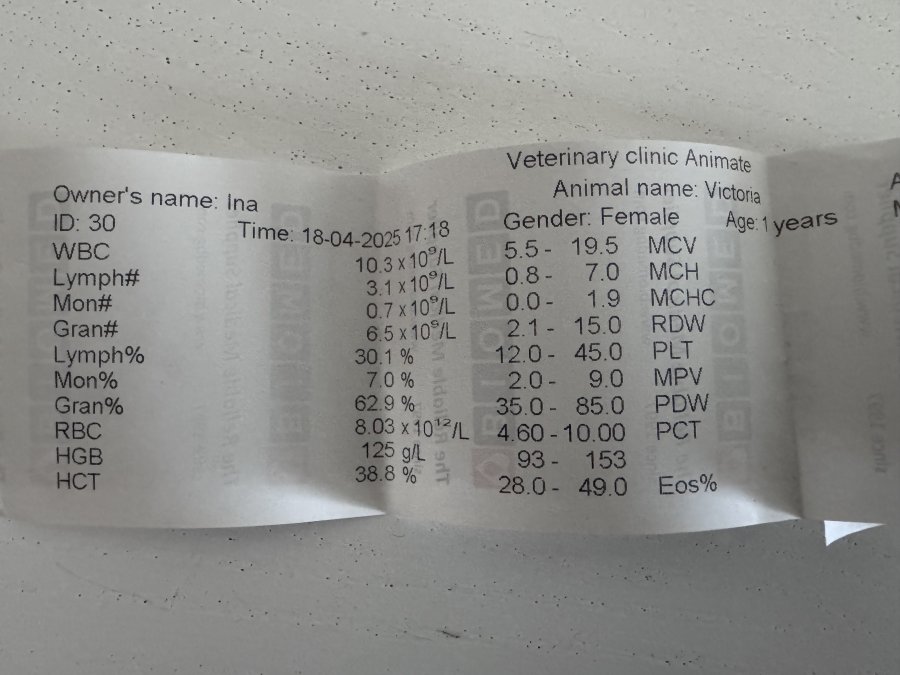 Veterinary clinic Animate
Owner's name: Ina Animal name: Victoria
ID: 30 Time: 18-04-2025 17:18 Gender: Female Age: 1 years
WBC 10.3 x 10⁹/L 5.5 - 19.5 MCV
Lymph# 3.1 x 10⁹/L 0.8 - 7.0 MCH
Mon# 0.7 x 10⁹/L 0.0 - 1.9 MCHC
Gran# 6.5 x 10⁹/L 2.1 - 15.0 RDW
Lymph% 30.1 % 12.0 - 45.0 PLT
Mon% 7.0 % 2.0 - 9.0 MPV
Gran% 62.9 % 35.0 - 85.0 PDW
RBC 8.03 x 10¹²/L 4.60 - 10.00 PCT
HGB 125 g/L 93 - 153
HCT 38.8 % 28.0 - 49.0 Eos%